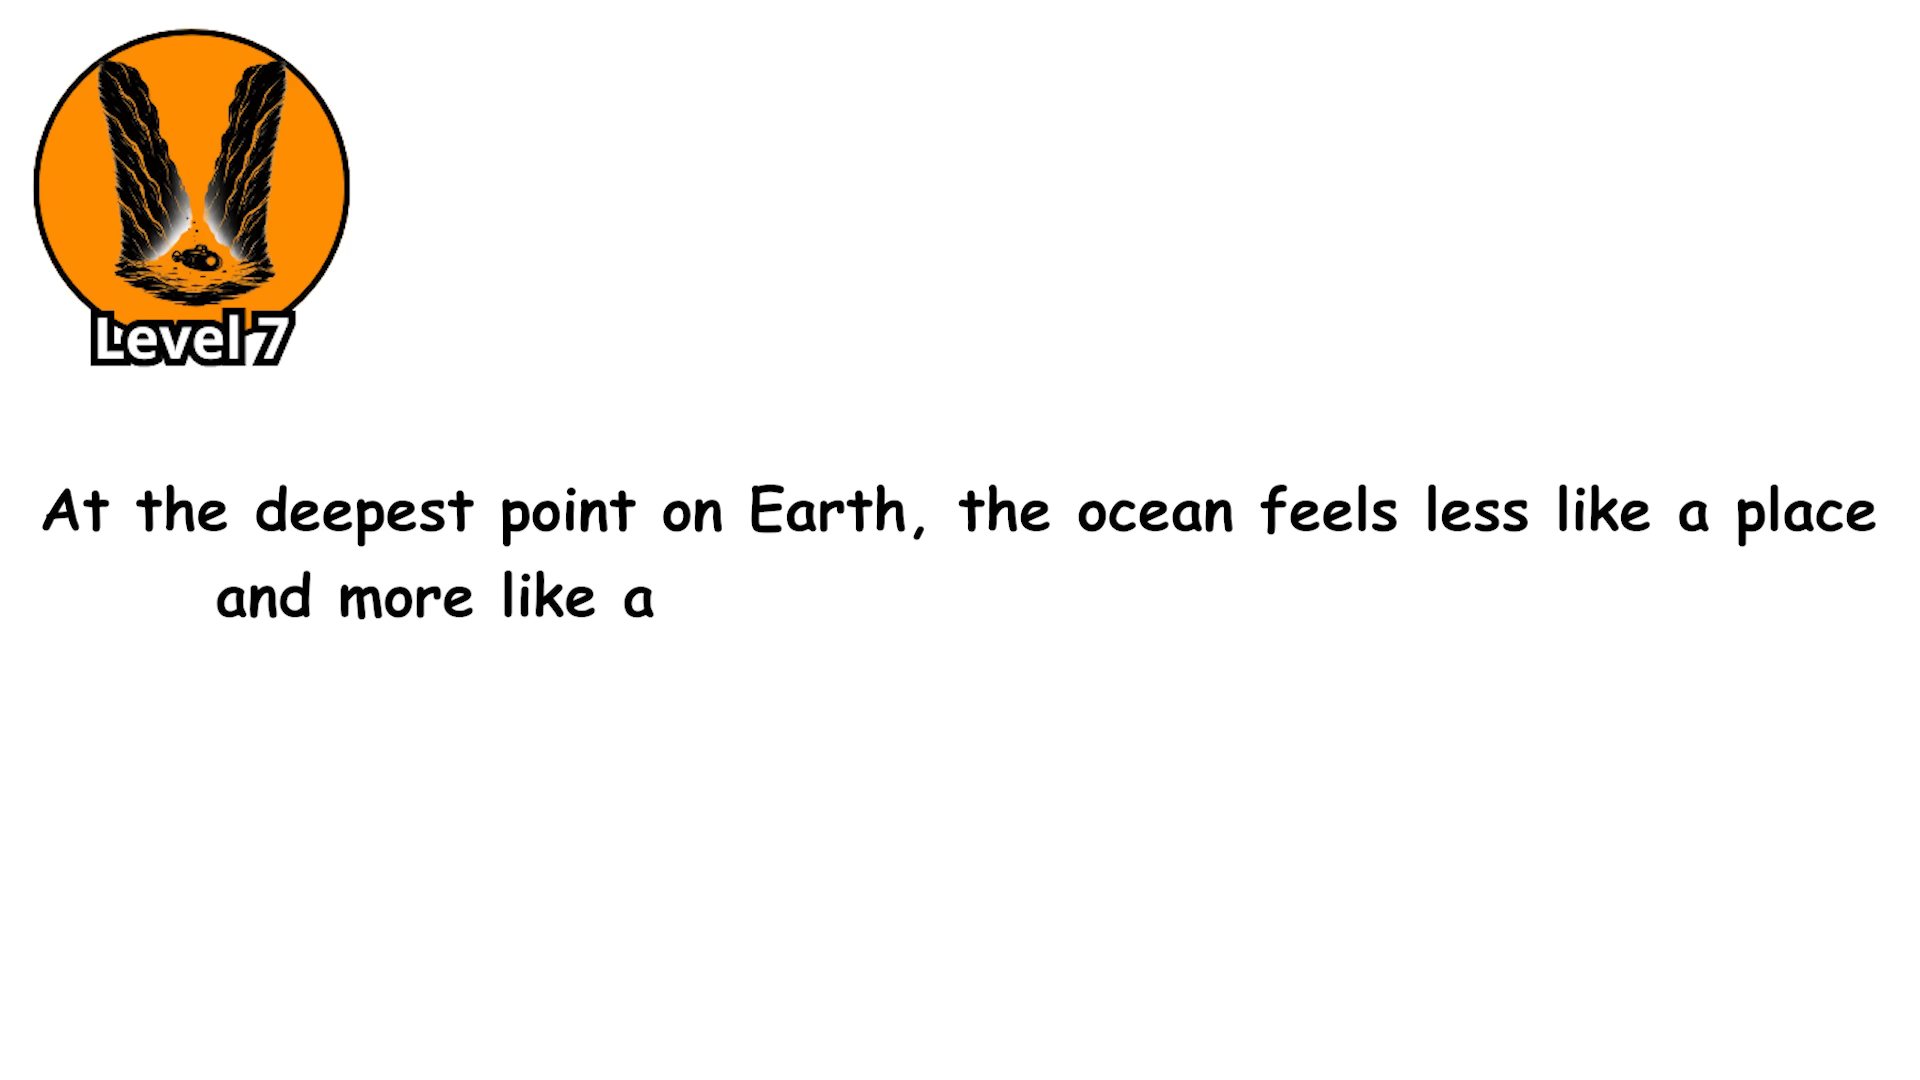 Level 7
At the deepest point on Earth, the ocean feels less like a place
and more like a